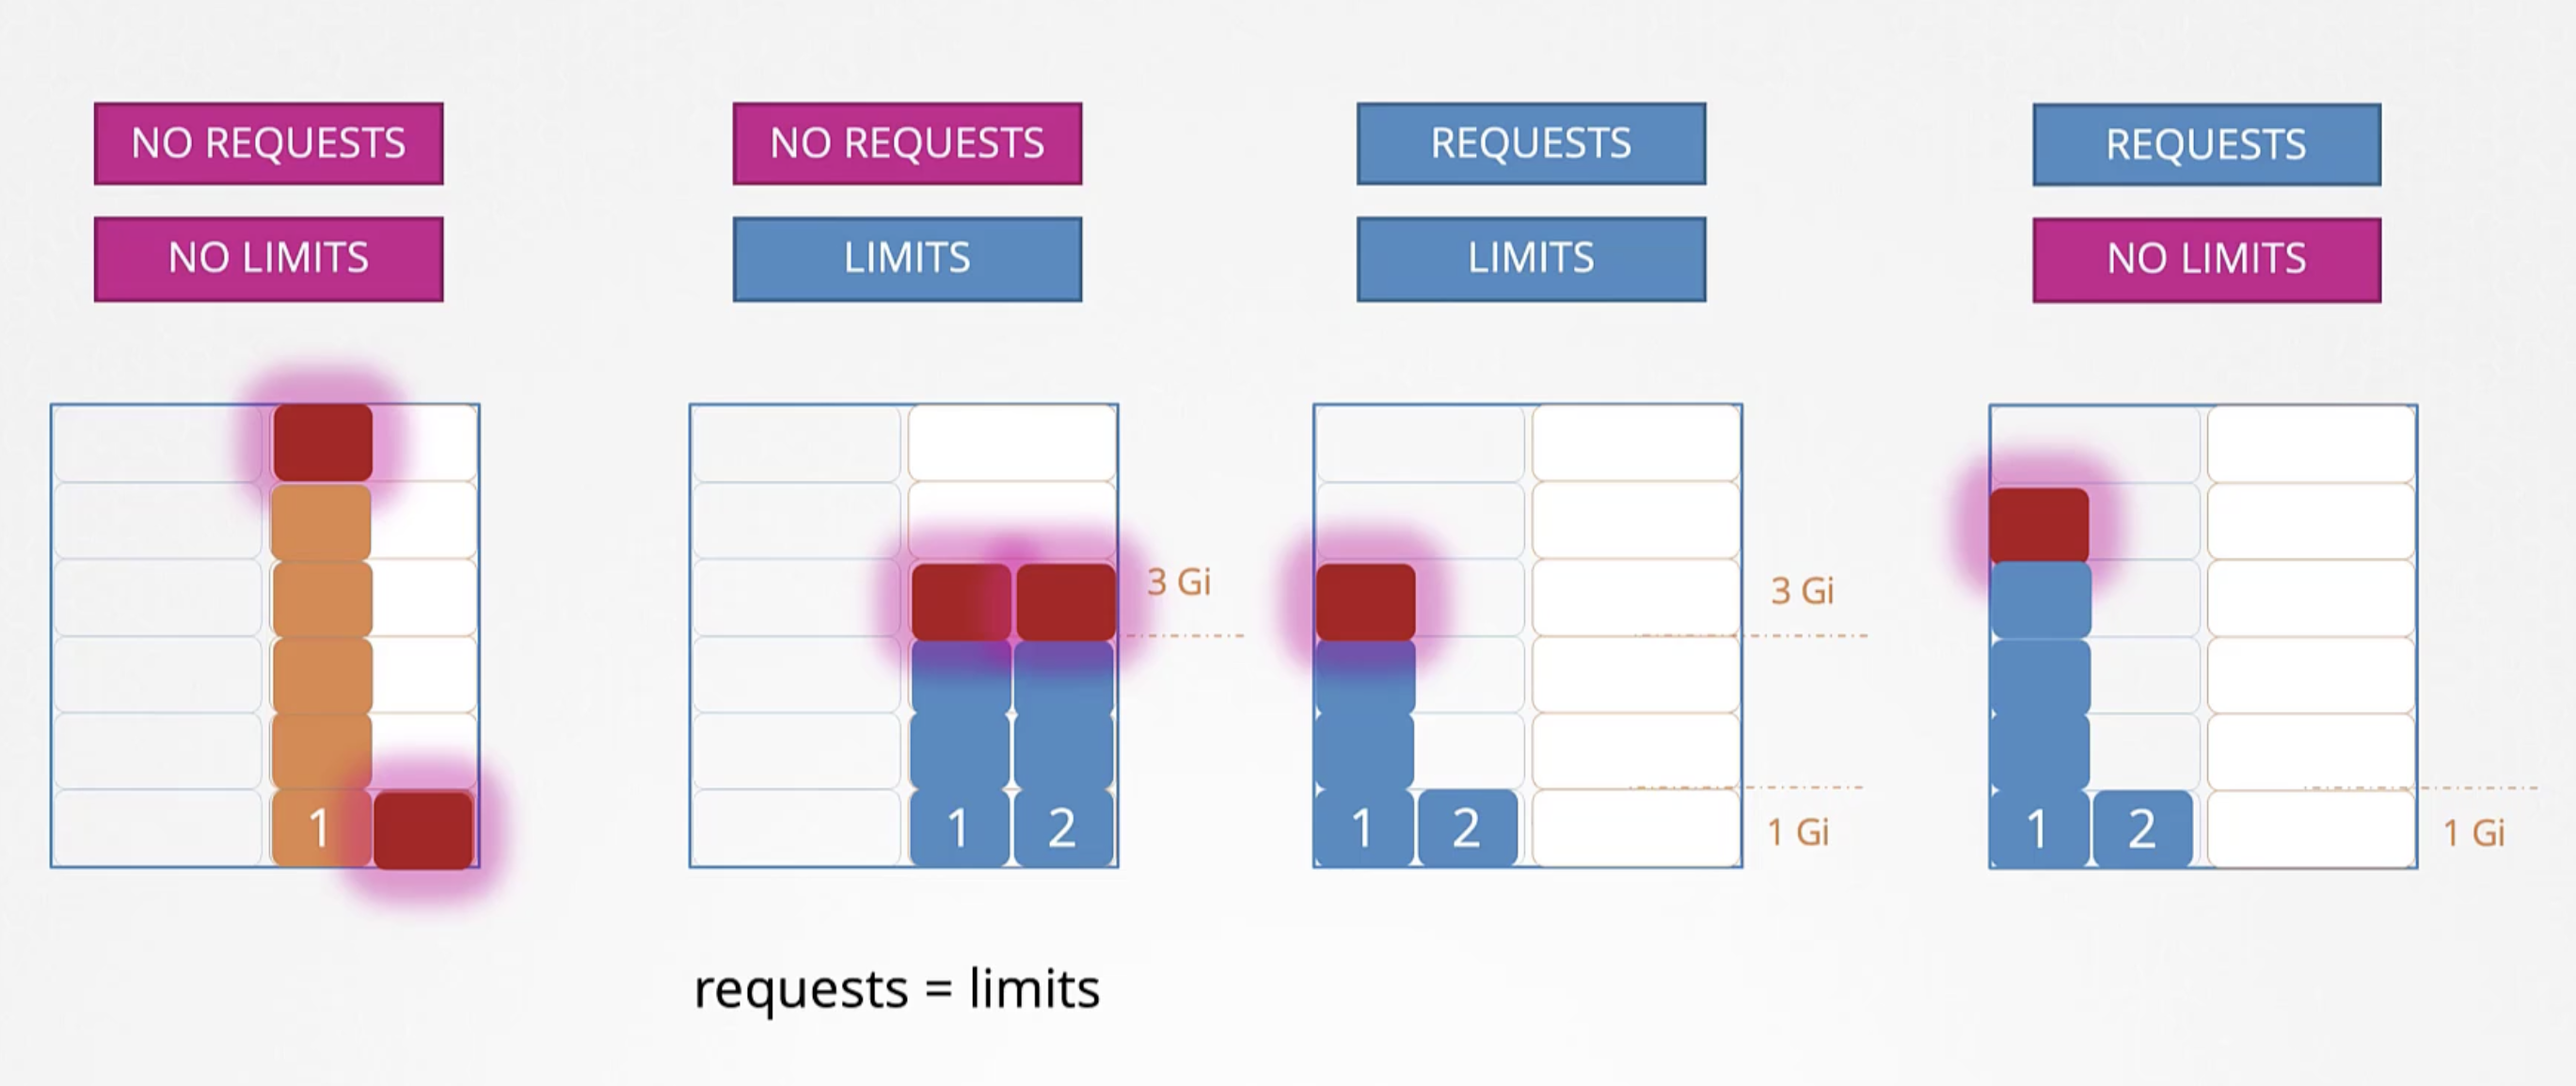 NO REQUESTS
NO LIMITS
1
NO REQUESTS
LIMITS
3 Gi
1 2
requests = limits
REQUESTS
LIMITS
3 Gi
1 2
1 Gi
REQUESTS
NO LIMITS
1 2
1 Gi